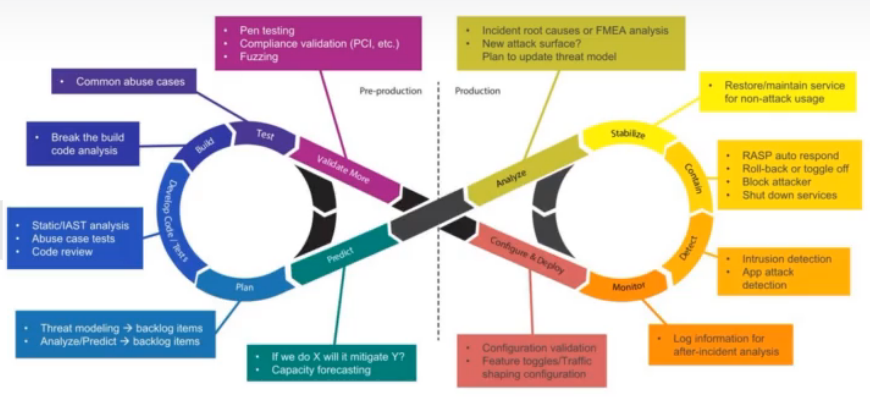 • Pen testing
• Compliance validation (PCI, etc.)
• Fuzzing
• Incident root causes or FMEA analysis
• New attack surface?
Plan to update threat model
• Common abuse cases
Pre-production
Production
• Restore/maintain service
for non-attack usage
• Break the build
code analysis
Build
Test
Validate More
Analyze
Stabilize
Contain
• RASP auto respond
• Roll-back or toggle off
• Block attacker
• Shut down services
• Static/IAST analysis
• Abuse case tests
• Code review
Develop Code / Tests
Plan
Predict
Configure & Deploy
Monitor
Detect
• Intrusion detection
• App attack
detection
• Threat modeling → backlog items
• Analyze/Predict → backlog items
• If we do X will it mitigate Y?
• Capacity forecasting
• Configuration validation
• Feature toggles/Traffic
shaping configuration
• Log information for
after-incident analysis